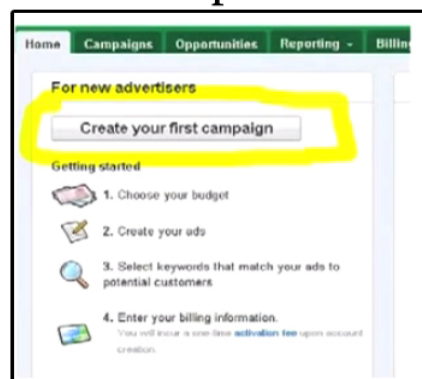 Home Campaigns Opportunities Reporting Billin
For new advertisers
Create your first campaign
Getting started
1. Choose your budget
2. Create your ads
3. Select keywords that match your ads to
potential customers
4. Enter your billing information.
You will incur a one-time activation fee upon account
creation.